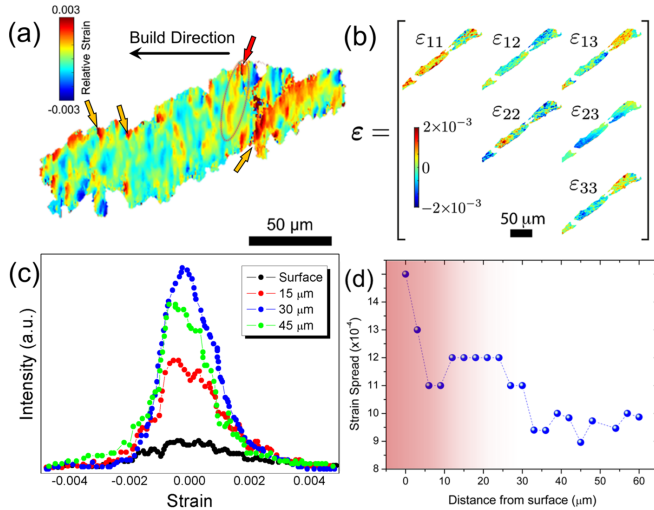 (a)
0.003
Relative Strain
-0.003
Build Direction
50 μm
(b)
ε =
ε11
ε12
ε13
ε22
ε23
ε33
2×10⁻³
0
−2×10⁻³
50 μm
(c)
Intensity (a.u.)
Surface
15 μm
30 μm
45 μm
-0.004
-0.002
0.000
0.002
0.004
Strain
(d)
Strain Spread (x10⁻⁴)
15
14
13
12
11
10
9
8
0
10
20
30
40
50
60
Distance from surface (μm)